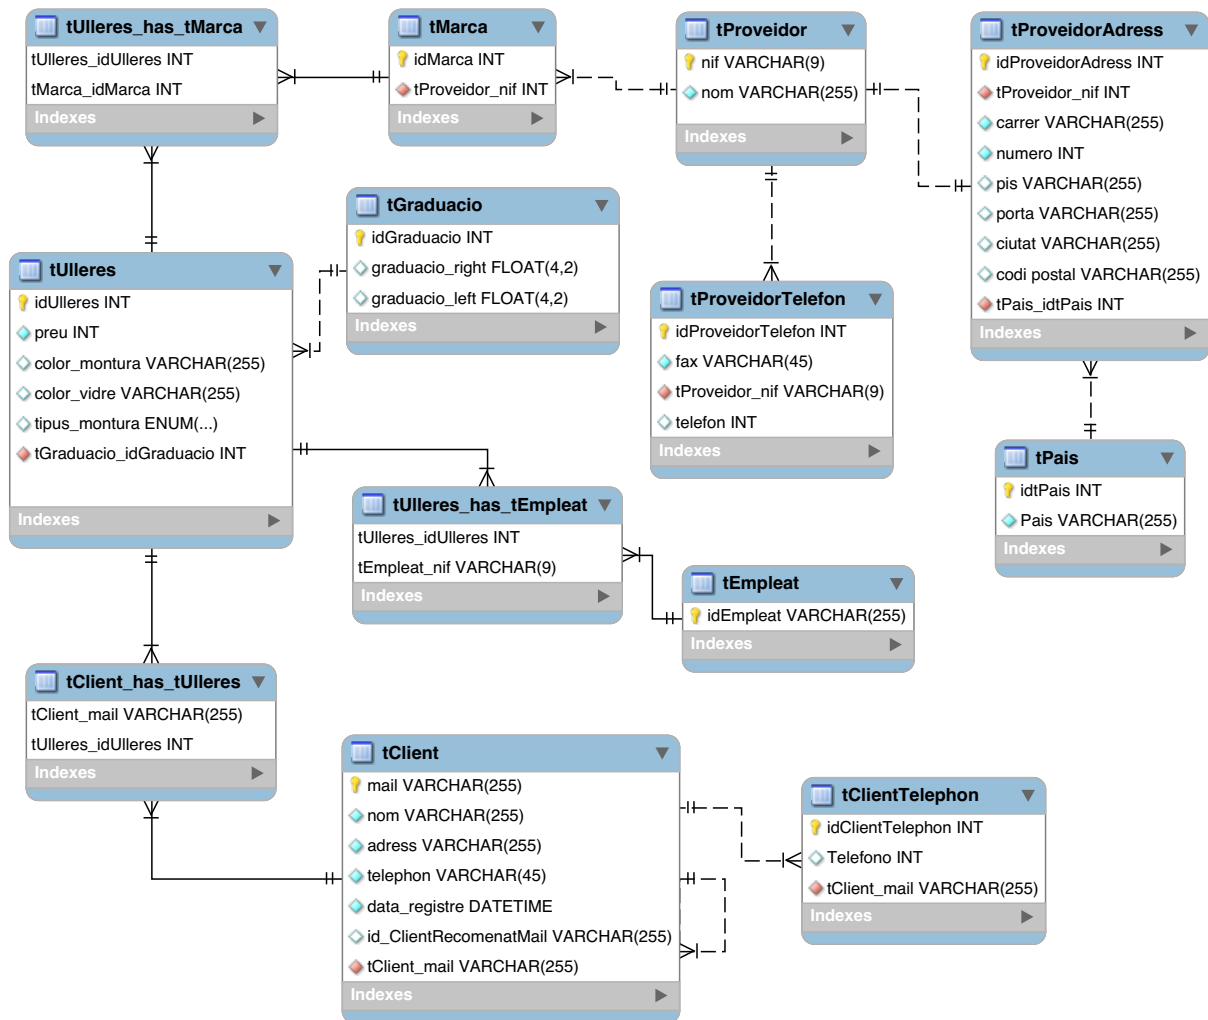 tUlleres_has_tMarca
tUlleres_idUlleres INT
tMarca_idMarca INT
Indexes
tMarca
idMarca INT
tProveidor_nif INT
Indexes
tProveidor
nif VARCHAR(9)
nom VARCHAR(255)
Indexes
tProveidorAdress
idProveidorAdress INT
tProveidor_nif INT
carrer VARCHAR(255)
numero INT
pis VARCHAR(255)
porta VARCHAR(255)
ciutat VARCHAR(255)
codi postal VARCHAR(255)
tPais_idtPais INT
Indexes
tGraduacio
idGraduacio INT
graduacio_right FLOAT(4,2)
graduacio_left FLOAT(4,2)
Indexes
tUlleres
idUlleres INT
preu INT
color_montura VARCHAR(255)
color_vidre VARCHAR(255)
tipus_montura ENUM(...)
tGraduacio_idGraduacio INT
Indexes
tProveidorTelefon
idProveidorTelefon INT
fax VARCHAR(45)
tProveidor_nif VARCHAR(9)
telefon INT
Indexes
tPais
idtPais INT
Pais VARCHAR(255)
Indexes
tUlleres_has_tEmpleat
tUlleres_idUlleres INT
tEmpleat_nif VARCHAR(9)
Indexes
tEmpleat
idEmpleat VARCHAR(255)
Indexes
tClient_has_tUlleres
tClient_mail VARCHAR(255)
tUlleres_idUlleres INT
Indexes
tClient
mail VARCHAR(255)
nom VARCHAR(255)
adress VARCHAR(255)
telephon VARCHAR(45)
data_registre DATETIME
id_ClientRecomenatMail VARCHAR(255)
tClient_mail VARCHAR(255)
Indexes
tClientTelephon
idClientTelephon INT
Telefono INT
tClient_mail VARCHAR(255)
Indexes